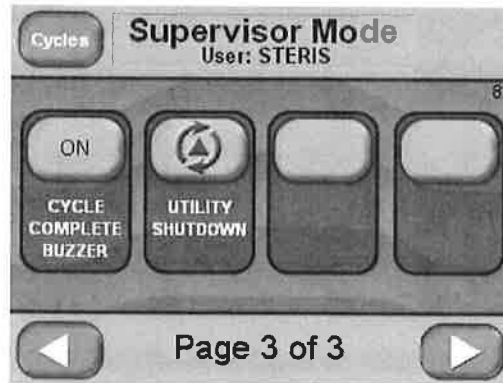 Cycles
Supervisor Mode
User: STERIS
8
ON
CYCLE
COMPLETE
BUZZER
UTILITY
SHUTDOWN
Page 3 of 3